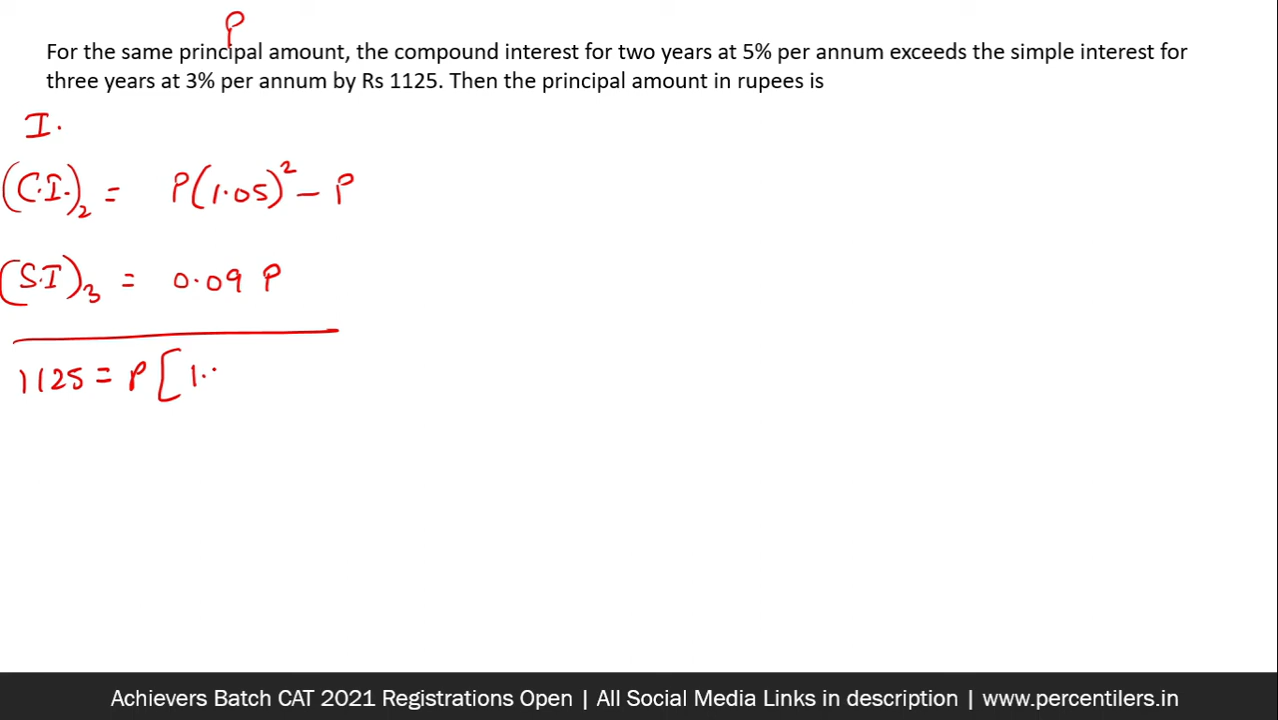 P
For the same principal amount, the compound interest for two years at 5% per annum exceeds the simple interest for
three years at 3% per annum by Rs 1125. Then the principal amount in rupees is
I.
(C.I.)₂ = P(1.05)² - P
(S.I)₃ = 0.09 P
1125 = P [ 1..
Achievers Batch CAT 2021 Registrations Open | All Social Media Links in description | www.percentilers.in